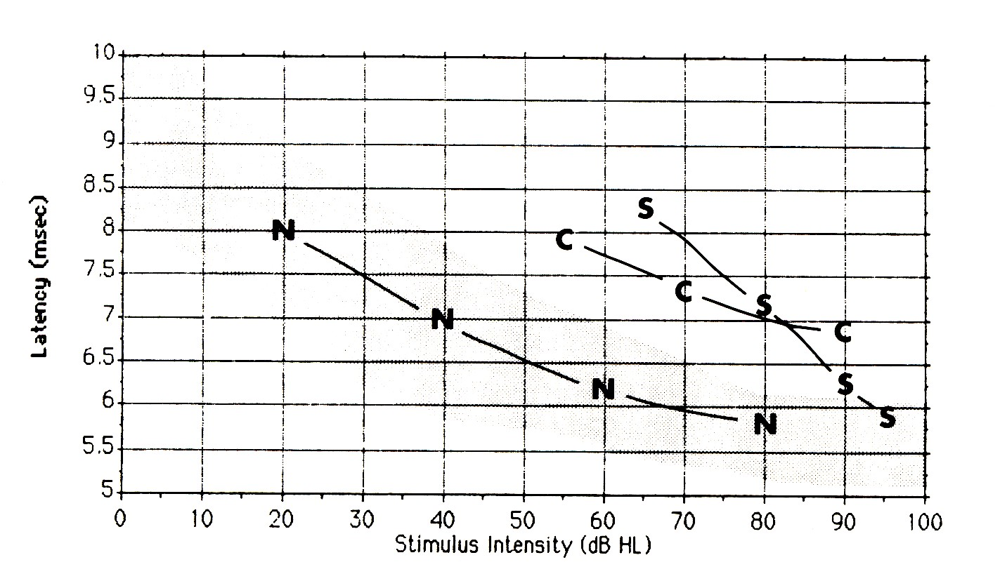 10
9.5
9
8.5
8
7.5
7
6.5
6
5.5
5
Latency (msec)
N
N
N
N
C
C
C
S
S
S
S
0 10 20 30 40 50 60 70 80 90 100
Stimulus Intensity (dB HL)